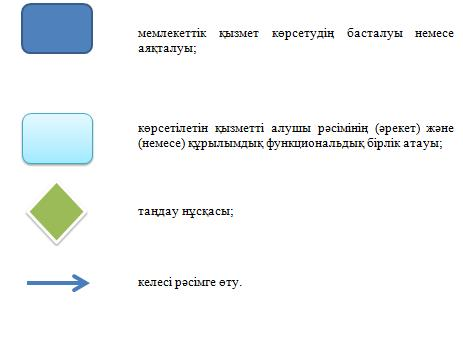 мемлекеттік қызмет көрсетудің басталуы немесе
аяқталуы;
көрсетілетін қызметті алушы рәсімінің (әрекет) және
(немесе) құрылымдық функциональдық бірлік атауы;
таңдау нұсқасы;
келесі рәсімге өту.